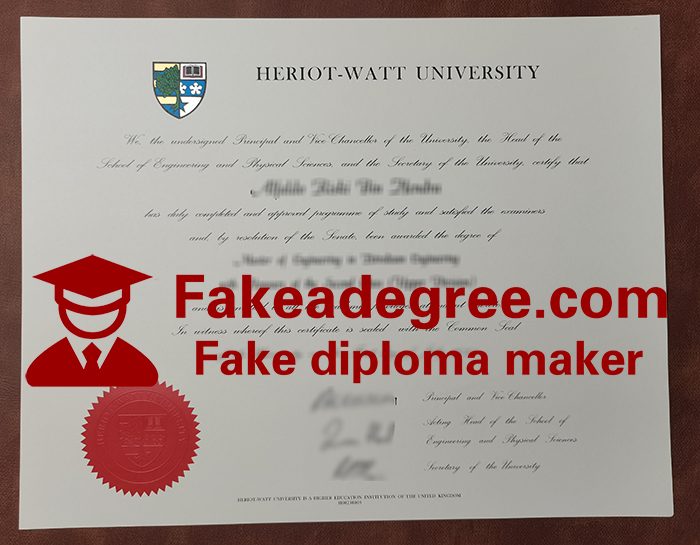 HERIOT-WATT UNIVERSITY
We, the undersigned Principal and Vice Chancellor of the University, the Head of the
School of Engineering and Physical Sciences, and the Secretary of the University, certify that
has duly completed and approved programme of study and satisfied the examiners
and, by resolution of the Senate, been awarded the degree of
Master of Engineering in Petroleum Engineering
Fakeadegree.com
In witness whereof this certificate is sealed with the Common Seal
Fake diploma maker
Principal and Vice Chancellor
Acting Head of the School of
Engineering and Physical Sciences
Secretary of the University
HERIOT-WATT UNIVERSITY IS A HIGHER EDUCATION INSTITUTION OF THE UNITED KINGDOM